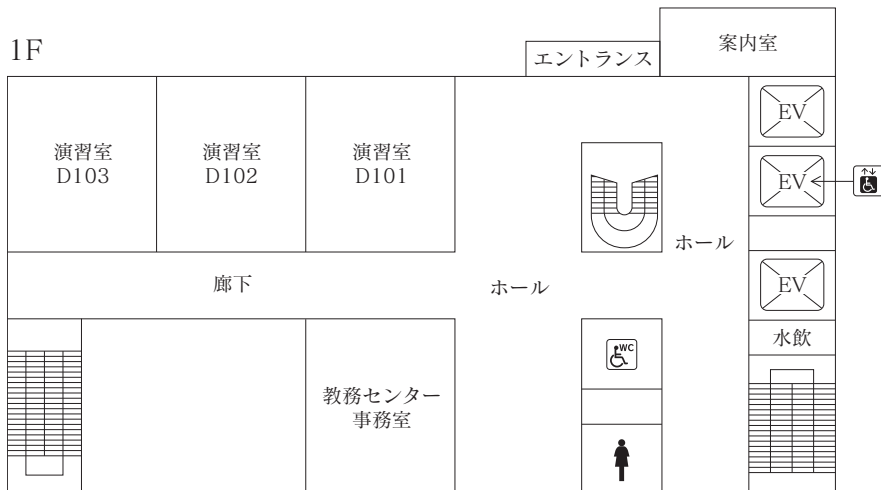 1F
エントランス
案内室
演習室
D103
演習室
D102
演習室
D101
EV
EV
ホール
廊下
ホール
EV
水飲
WC
教務センター
事務室